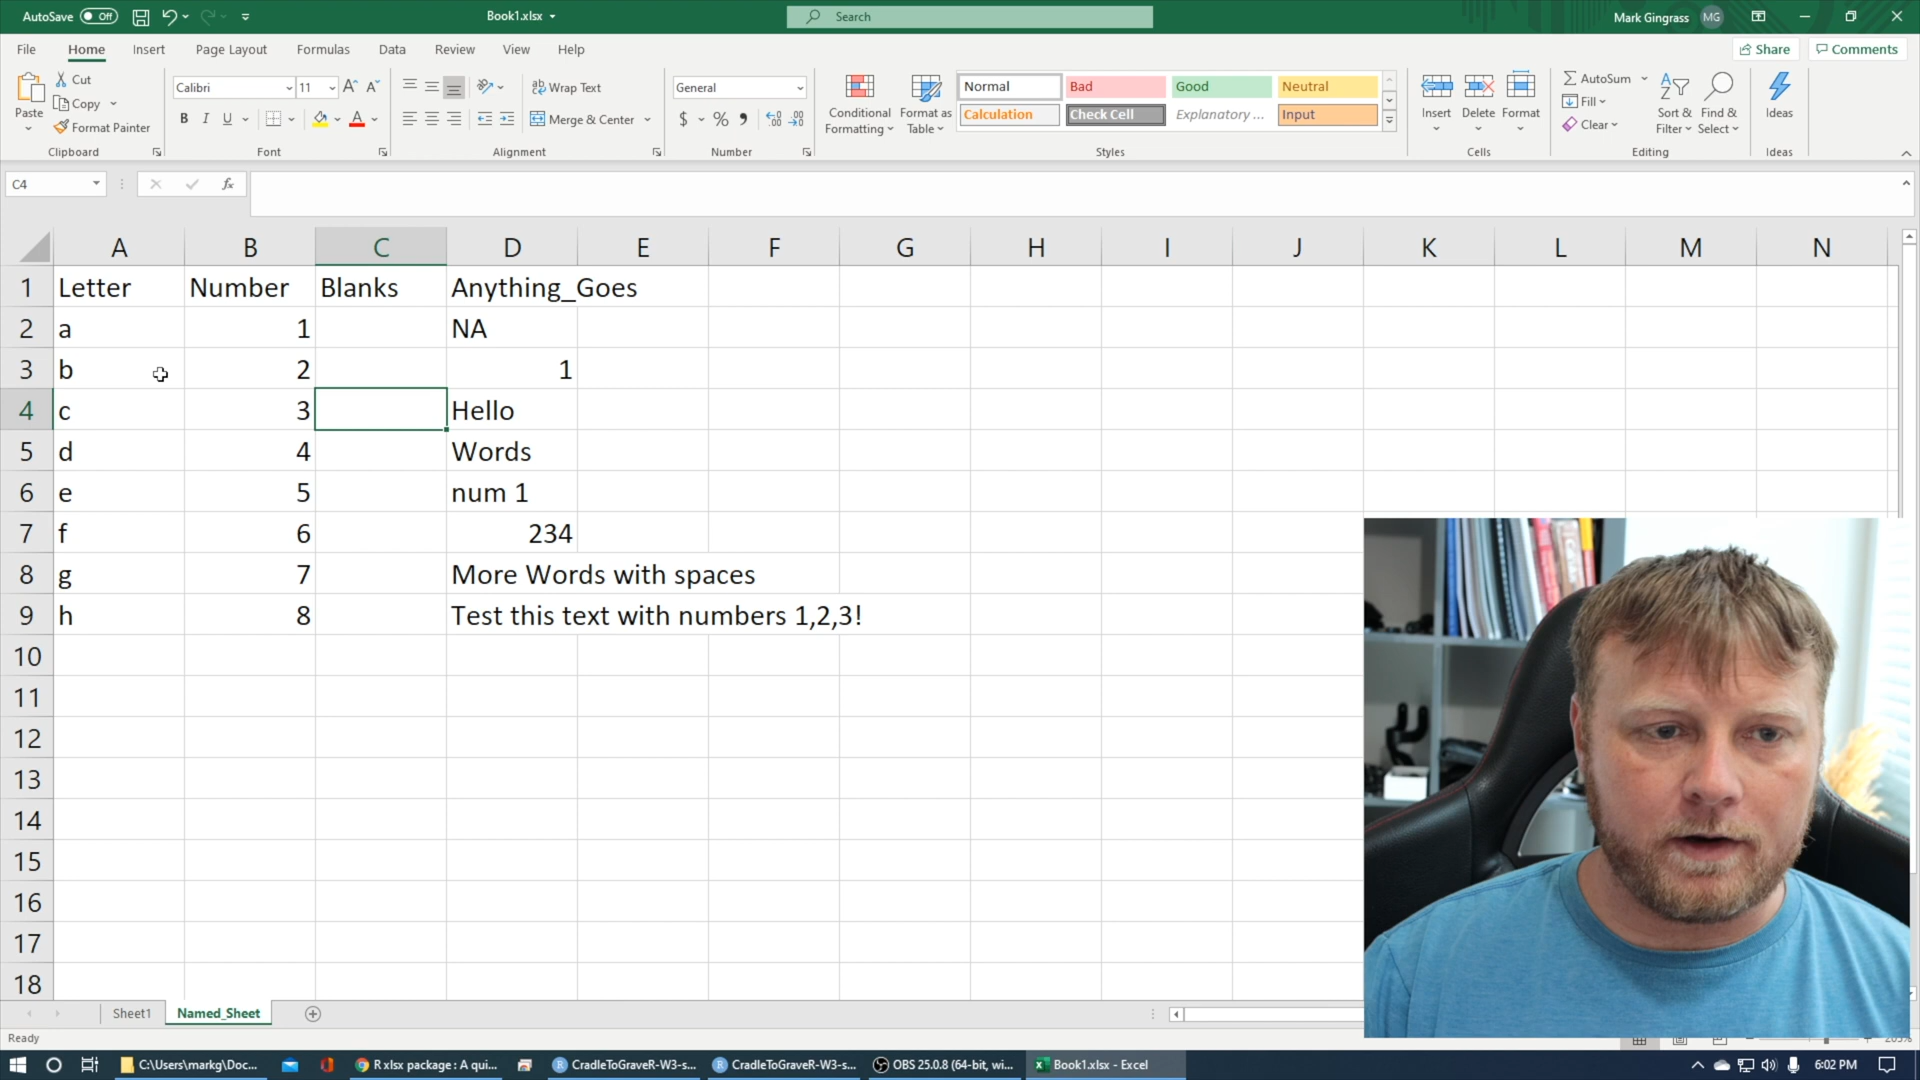 AutoSave Off Book1.xlsx Search Mark Gingrass MG
File Home Insert Page Layout Formulas Data Review View Help Share Comments
Paste Cut Copy Format Painter Clipboard
Calibri 11 A A B I U A Font
Wrap Text Merge & Center Alignment
General $ % Number
Conditional Formatting Format as Table
Normal Bad Good Neutral
Calculation Check Cell Explanatory ... Input
Styles
Insert Delete Format Cells
AutoSum Fill Clear Sort & Filter Find & Select Editing
Ideas Ideas
C4 fx
A B C D E F G H I J K L M N
1 Letter Number Blanks Anything_Goes
2 a 1 NA
3 b 2 1
4 c 3 Hello
5 d 4 Words
6 e 5 num 1
7 f 6 234
8 g 7 More Words with spaces
9 h 8 Test this text with numbers 1,2,3!
10
11
12
13
14
15
16
17
18
Sheet1 Named_Sheet
Ready
C:\Users\markg\Doc... R xlsx package : A qui... CradleToGraveR-W3-s... CradleToGraveR-W3-s... OBS 25.0.8 (64-bit, wi... Book1.xlsx - Excel 6:02 PM